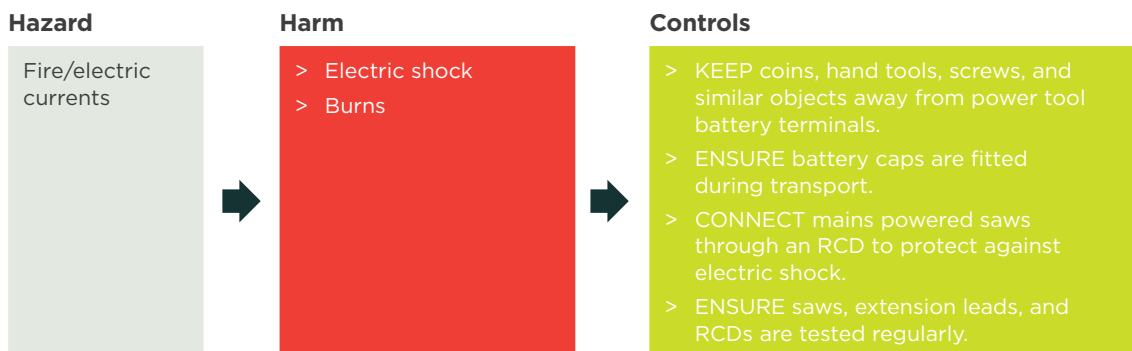 Hazard
Fire/electric
currents
Harm
> Electric shock
> Burns
Controls
> KEEP coins, hand tools, screws, and
similar objects away from power tool
battery terminals.
> ENSURE battery caps are fitted
during transport.
> CONNECT mains powered saws
through an RCD to protect against
electric shock.
> ENSURE saws, extension leads, and
RCDs are tested regularly.